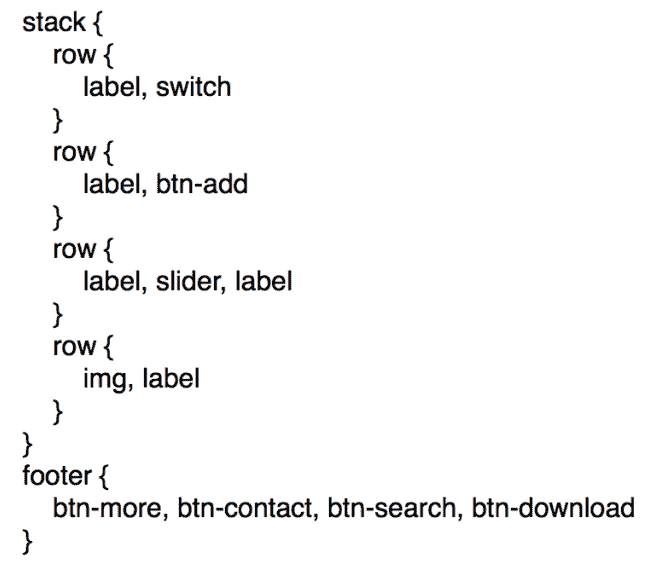 stack {
row {
label, switch
}
row {
label, btn-add
}
row {
label, slider, label
}
row {
img, label
}
}
footer {
btn-more, btn-contact, btn-search, btn-download
}